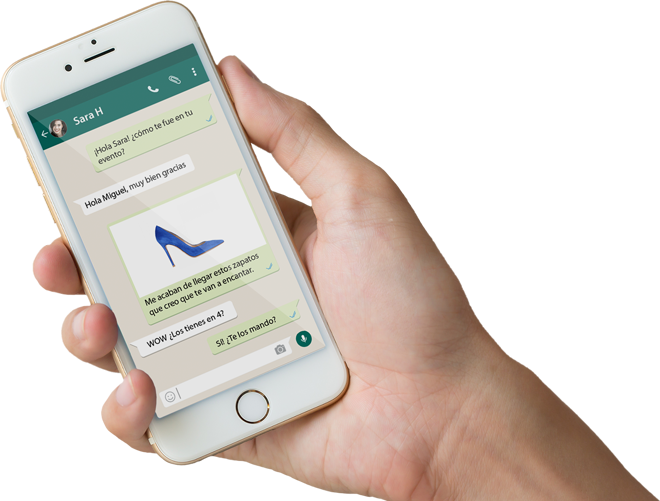 Sara H
¡Hola Sara! ¿cómo te fue en tu
evento?
Hola Miguel, muy bien gracias
Me acaban de llegar estos zapatos
que creo que te van a encantar.
WOW ¿Los tienes en 4?
Sí! ¿Te los mando?